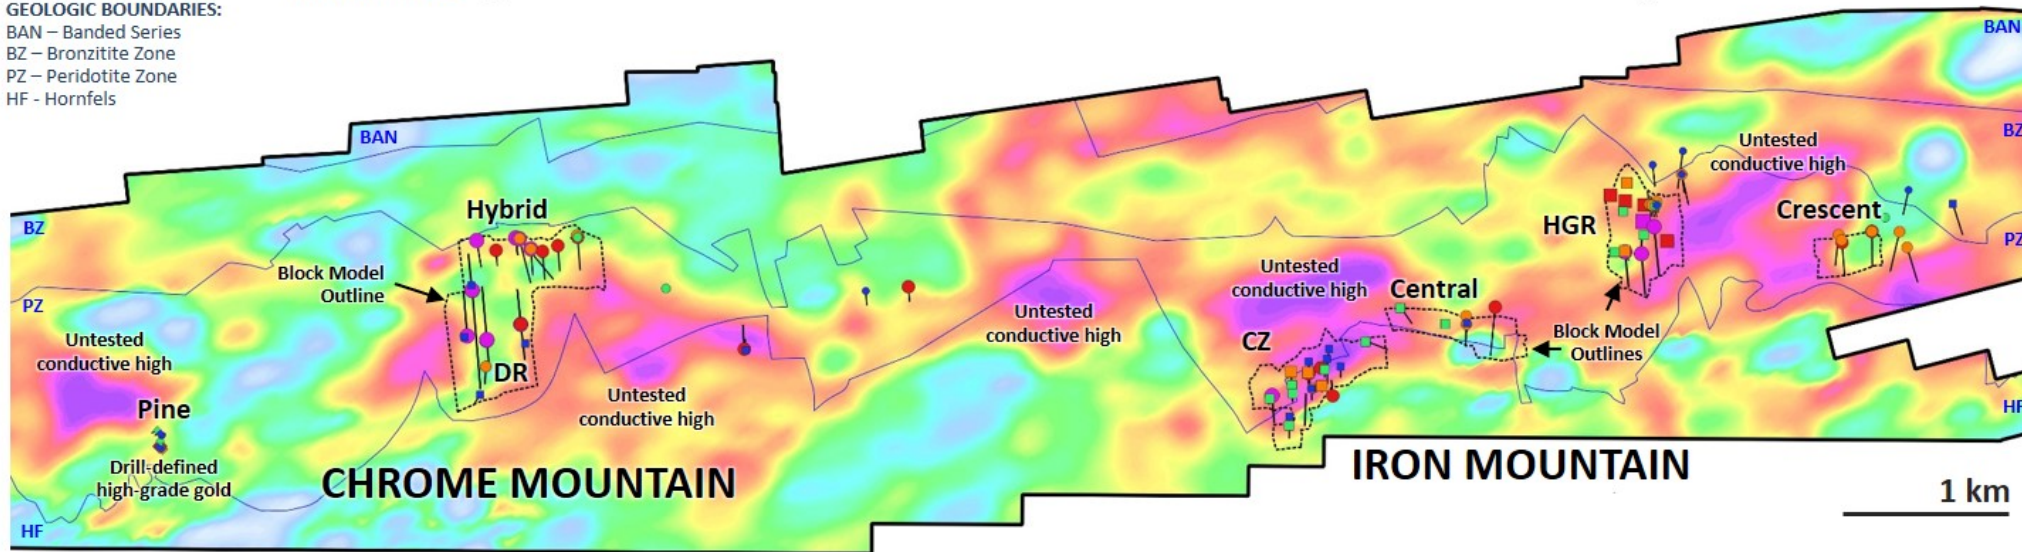 GEOLOGIC BOUNDARIES:
BAN – Banded Series
BZ – Bronzitite Zone
PZ – Peridotite Zone
HF - Hornfels
BAN
BAN
BZ
Untested
conductive high
BZ
Hybrid
Crescent
HGR
PZ
Block Model
Outline
Untested
conductive high
Central
PZ
Untested
conductive high
Untested
conductive high
CZ
Block Model
Outlines
DR
Untested
conductive high
Pine
HF
Drill-defined
high-grade gold
CHROME MOUNTAIN
IRON MOUNTAIN
1 km
HF